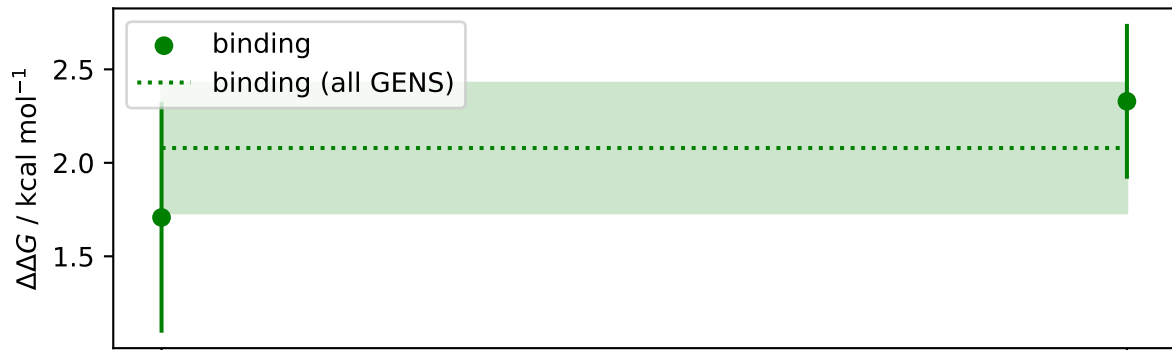 binding
binding (all GENS)
2.5
2.0
1.5
ΔΔG / kcal mol⁻¹